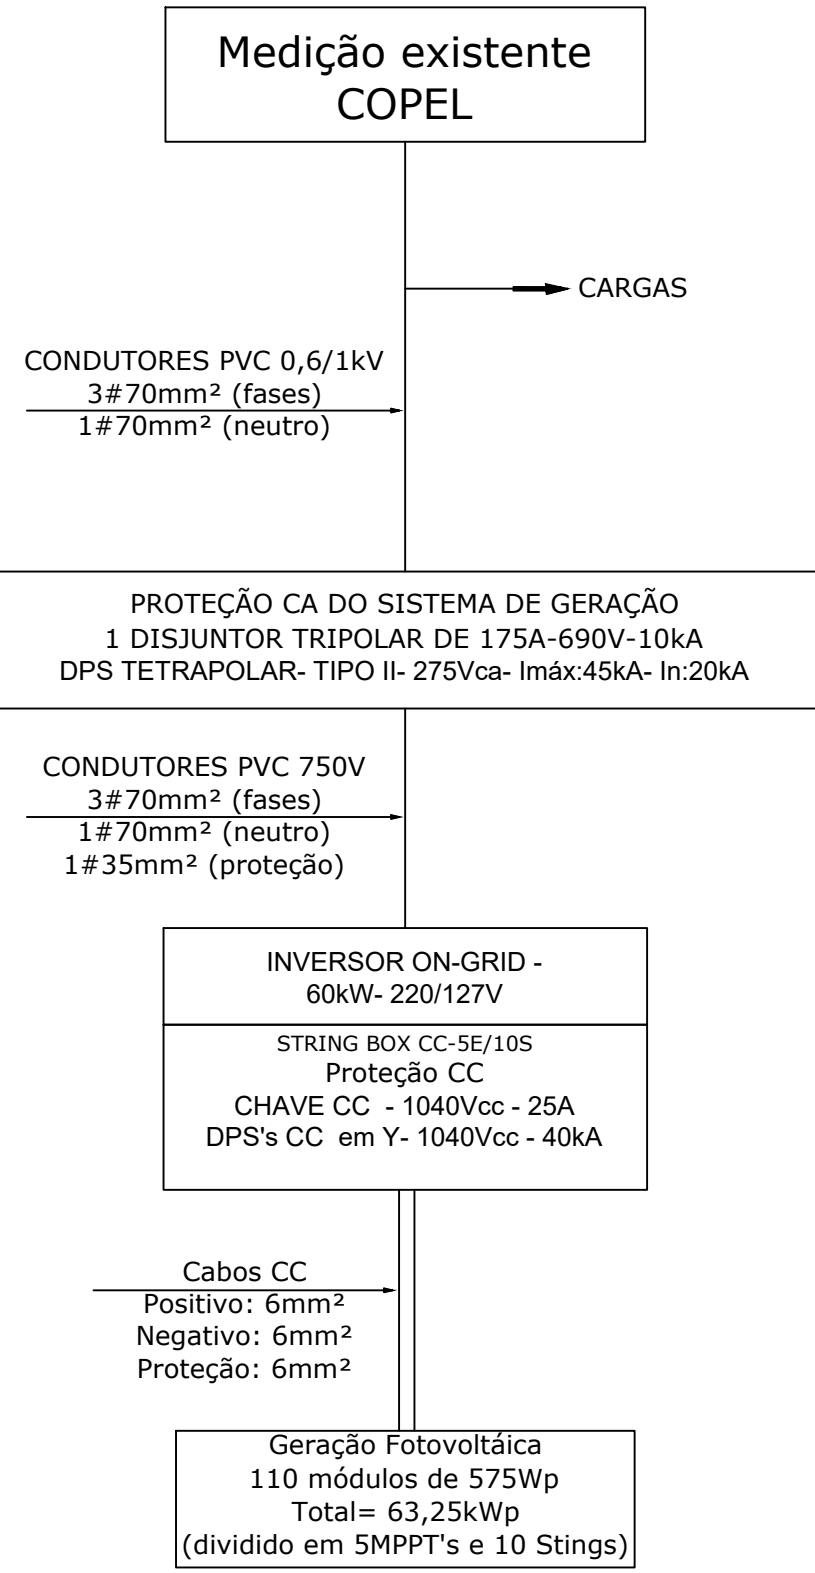 Medição existente
COPEL
CARGAS
CONDUTORES PVC 0,6/1kV
3#70mm² (fases)
1#70mm² (neutro)
PROTEÇÃO CA DO SISTEMA DE GERAÇÃO
1 DISJUNTOR TRIPOLAR DE 175A-690V-10kA
DPS TETRAPOLAR- TIPO II- 275Vca- Imáx:45kA- In:20kA
CONDUTORES PVC 750V
3#70mm² (fases)
1#70mm² (neutro)
1#35mm² (proteção)
INVERSOR ON-GRID -
60kW- 220/127V
STRING BOX CC-5E/10S
Proteção CC
CHAVE CC - 1040Vcc - 25A
DPS's CC em Y- 1040Vcc - 40kA
Cabos CC
Positivo: 6mm²
Negativo: 6mm²
Proteção: 6mm²
Geração Fotovoltáica
110 módulos de 575Wp
Total= 63,25kWp
(dividido em 5MPPT's e 10 Stings)